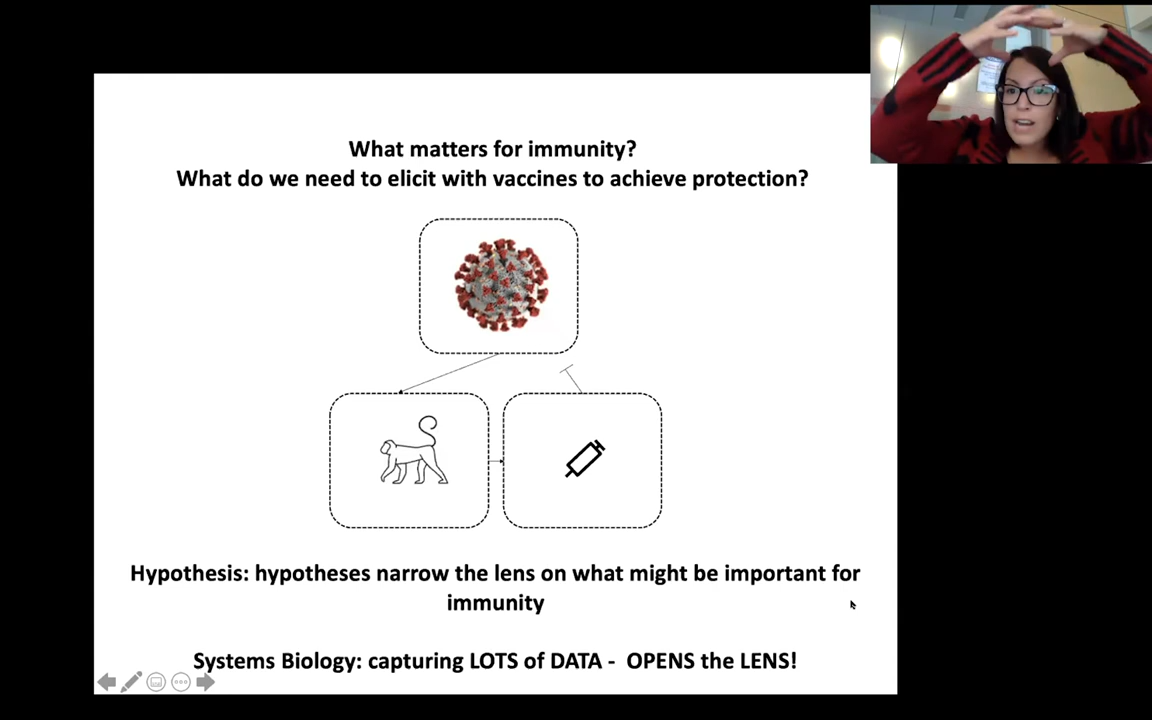 What matters for immunity?
What do we need to elicit with vaccines to achieve protection?
Hypothesis: hypotheses narrow the lens on what might be important for
immunity
Systems Biology: capturing LOTS of DATA - OPENS the LENS!